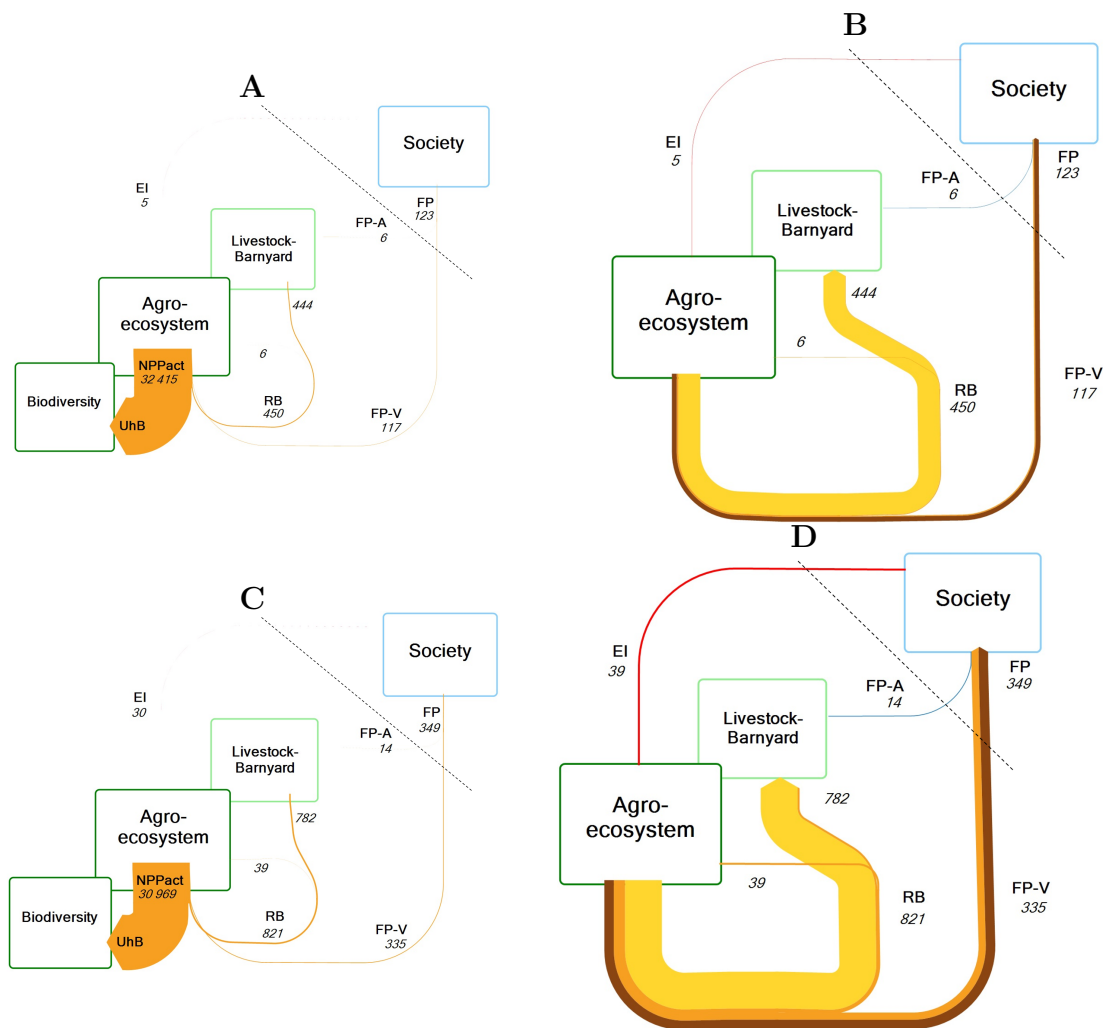 A
Society
EI
5
FP
123
FP-A
6
Livestock-
Barnyard
Agro-
ecosystem
444
6
NPPact
32 415
Biodiversity
UhB
RB
450
FP-V
117
B
Society
EI
5
FP
123
FP-A
6
Livestock-
Barnyard
Agro-
ecosystem
444
6
RB
450
FP-V
117
C
Society
EI
30
FP
349
FP-A
14
Livestock-
Barnyard
Agro-
ecosystem
782
39
NPPact
30 969
Biodiversity
UhB
RB
821
FP-V
335
D
Society
EI
39
FP
349
FP-A
14
Livestock-
Barnyard
Agro-
ecosystem
782
39
RB
821
FP-V
335